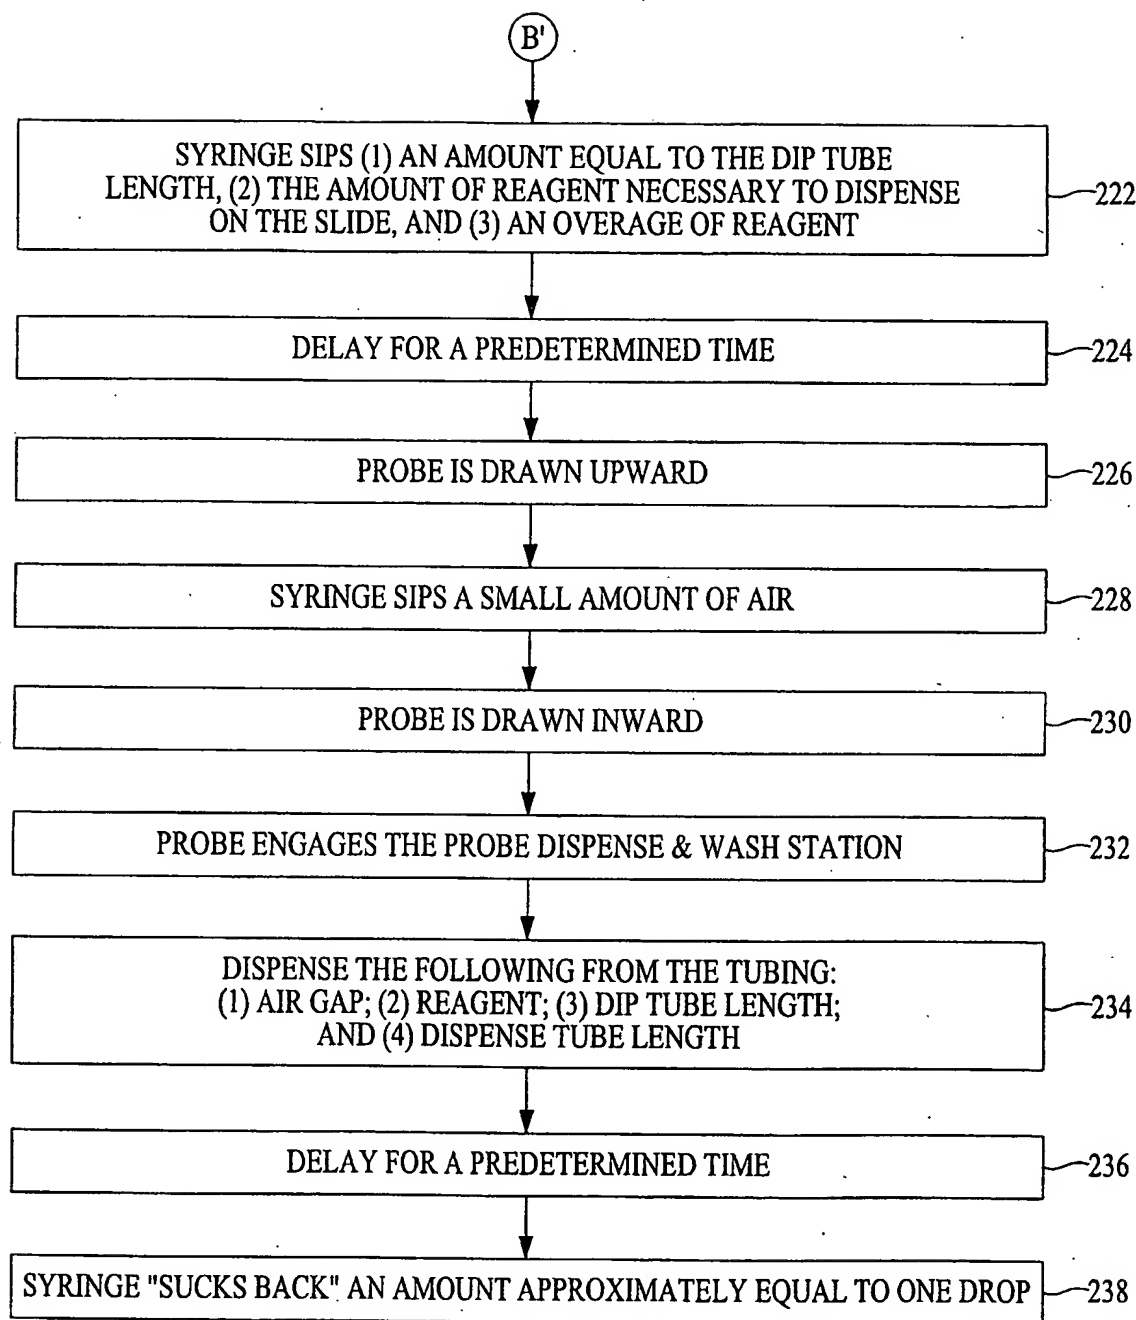 B'
SYRINGE SIPS (1) AN AMOUNT EQUAL TO THE DIP TUBE
LENGTH, (2) THE AMOUNT OF REAGENT NECESSARY TO DISPENSE
ON THE SLIDE, AND (3) AN OVERAGE OF REAGENT
222
DELAY FOR A PREDETERMINED TIME
224
PROBE IS DRAWN UPWARD
226
SYRINGE SIPS A SMALL AMOUNT OF AIR
228
PROBE IS DRAWN INWARD
230
PROBE ENGAGES THE PROBE DISPENSE & WASH STATION
232
DISPENSE THE FOLLOWING FROM THE TUBING:
(1) AIR GAP; (2) REAGENT; (3) DIP TUBE LENGTH;
AND (4) DISPENSE TUBE LENGTH
234
DELAY FOR A PREDETERMINED TIME
236
SYRINGE "SUCKS BACK" AN AMOUNT APPROXIMATELY EQUAL TO ONE DROP
238